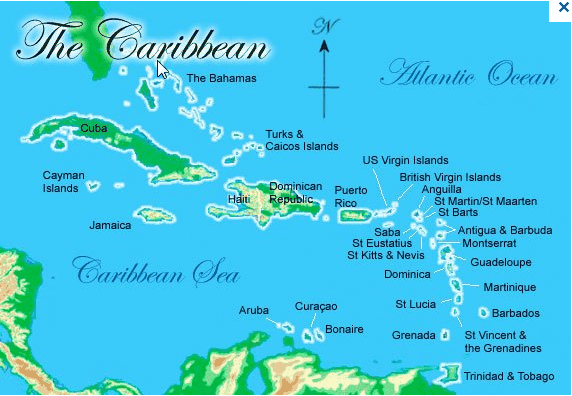 The Caribbean
N
Atlantic Ocean
The Bahamas
Cuba
Turks &
Caicos Islands
US Virgin Islands
British Virgin Islands
Cayman
Islands
Haiti
Dominican
Republic
Puerto
Rico
Anguilla
St Martin/St Maarten
St Barts
Jamaica
Saba
St Eustatius
St Kitts & Nevis
Antigua & Barbuda
Montserrat
Guadeloupe
Caribbean Sea
Dominica
Martinique
Aruba
Curaçao
Bonaire
St Lucia
Barbados
Grenada
St Vincent &
the Grenadines
Trinidad & Tobago